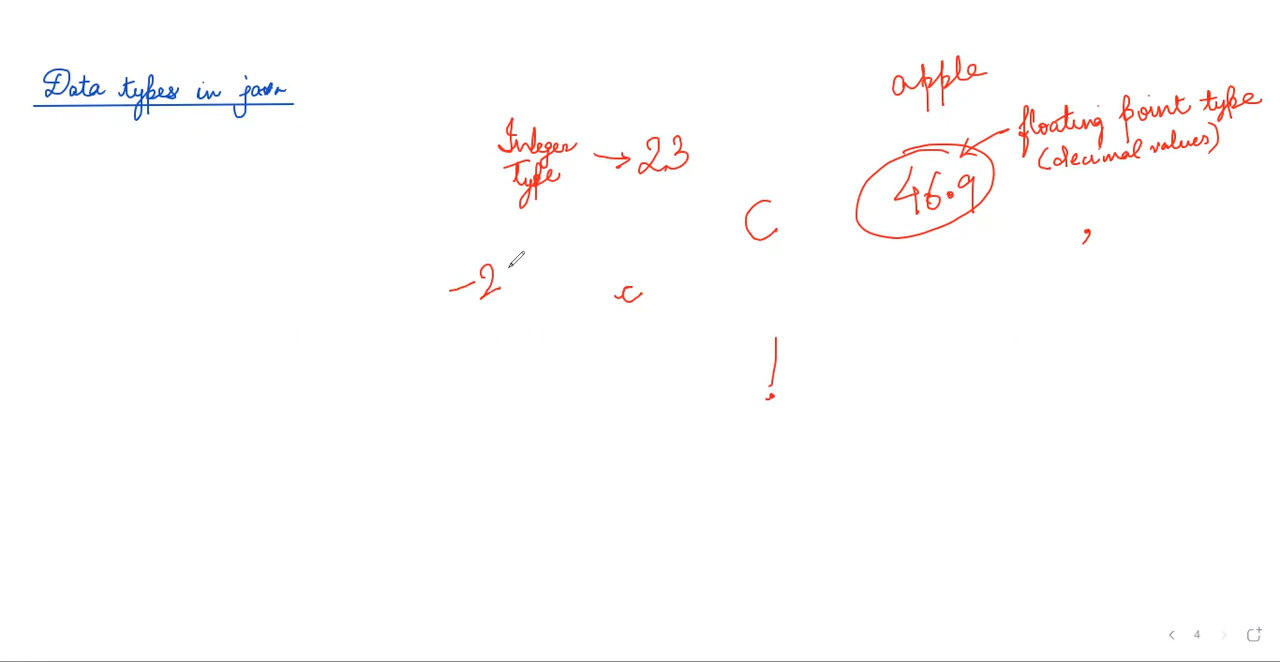 Data types in java
apple
floating point type
(decimal values)
Integer
Type
→ 23
46.9
C
,
-2
c
!
4